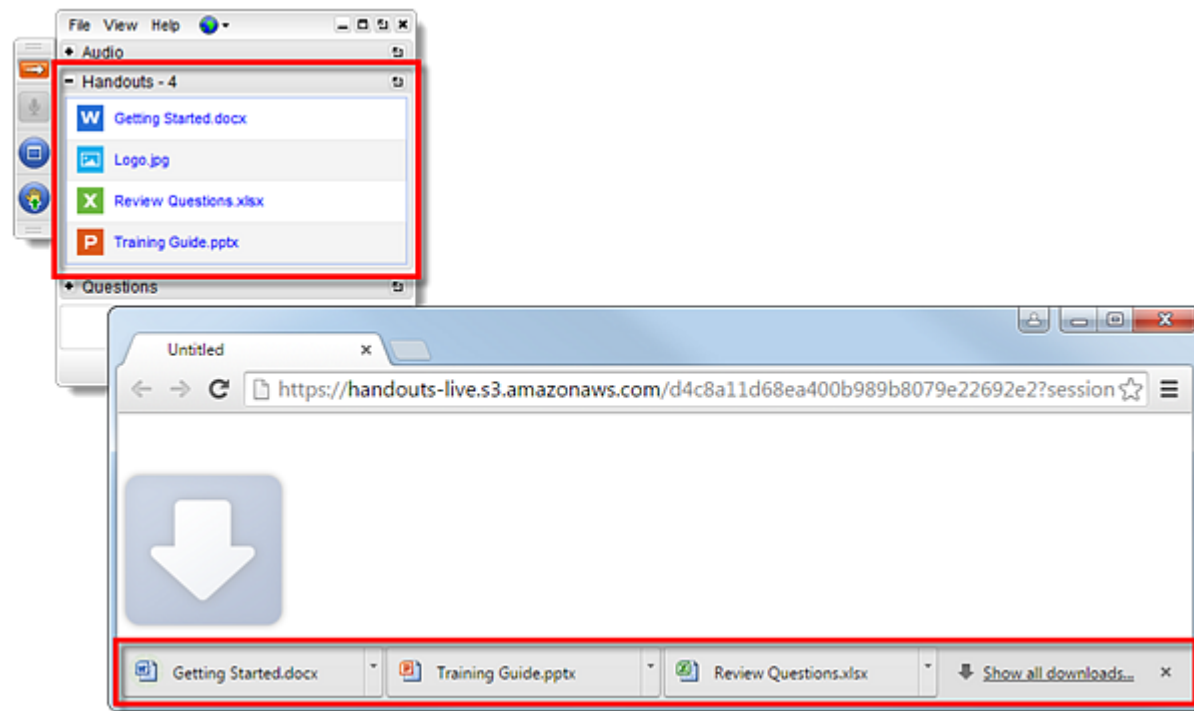 File View Help
Audio
Handouts - 4
W Getting Started.docx
Logo.jpg
X Review Questions.xlsx
P Training Guide.pptx
Questions
Untitled
https://handouts-live.s3.amazonaws.com/d4c8a11d68ea400b989b8079e22692e2?session
Getting Started.docx Training Guide.pptx Review Questions.xlsx Show all downloads...